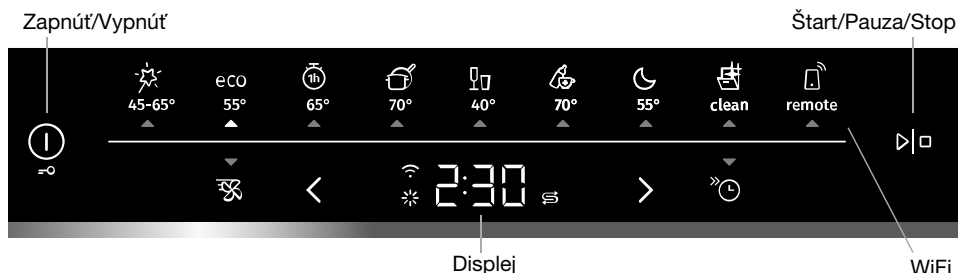 Zapnúť/Vypnúť
Štart/Pauza/Stop
eco 1h
45-65° 55° 65° 70° 40° 70° 55° clean remote
2:30
Displej
WiFi